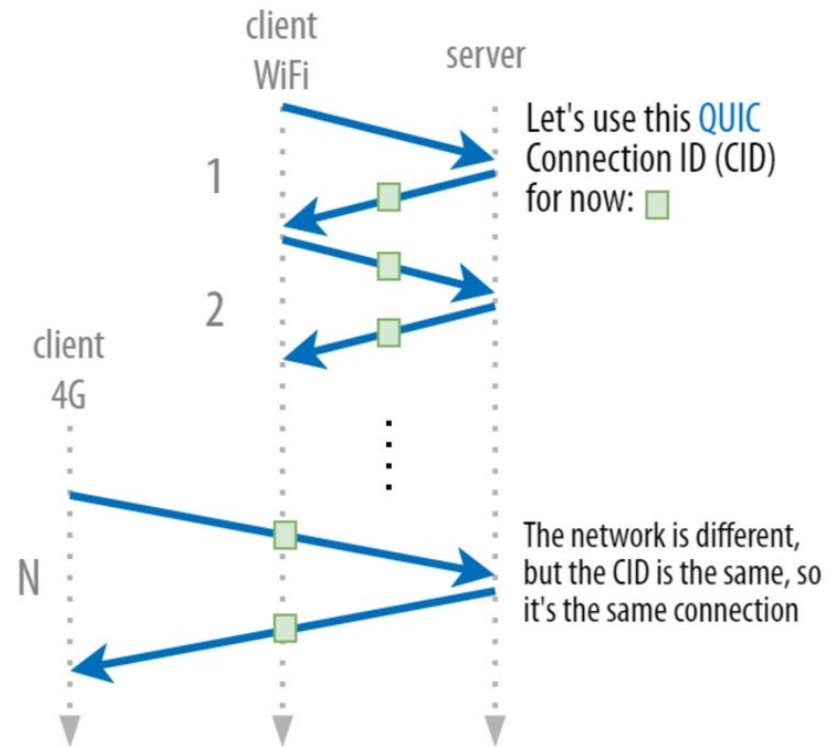 client
WiFi
server
Let's use this QUIC
Connection ID (CID)
for now:
1
2
client
4G
N
The network is different,
but the CID is the same, so
it's the same connection